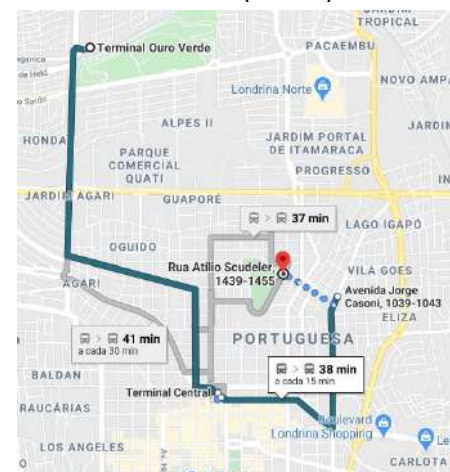 JARDIM
TROPICAL
Terminal Ouro Verde
PACAEMBU
Londrina Norte
NOVO AMP
ALPES II
HONDA
PARQUE
COMERCIAL
QUATI
JARDIM PORTAL
DE ITAMARACA
JARDIM
PROGRESSO
JARDIM AGARI
GUAPORÉ
37 min
LAGO IGAPÓ
OGUIDO
Rua Atílio Scudeler,
1439-1455
VILA GOES
AGARI
Avenida Jorge
Casoni, 1039-1043
ELIZA
41 min
a cada 30 min
PORTUGUESA
38 min
a cada 15 min
BALDAN
Terminal Central
RAUCÁRIAS
Boulevard
Londrina Shopping
Le
LOS ANGELES
CARLOTA